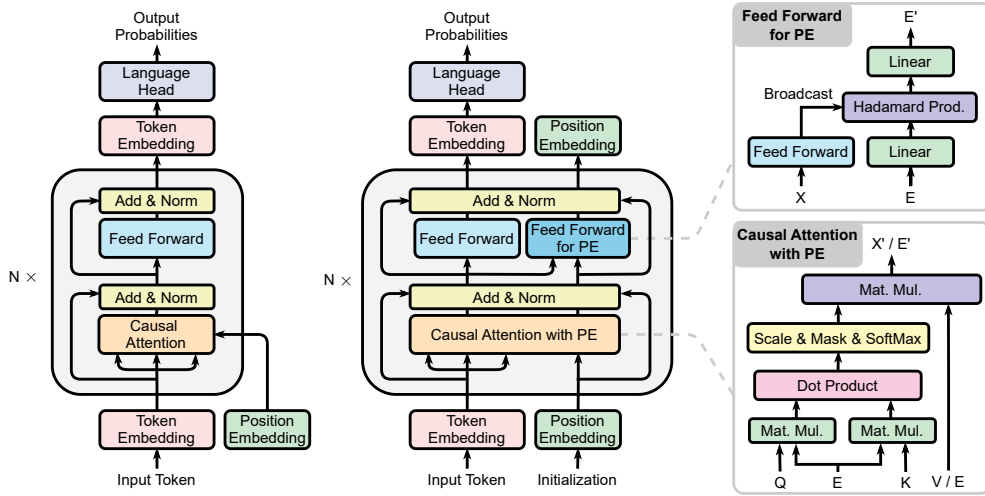 Output
Probabilities
Language
Head
Token
Embedding
Add & Norm
Feed Forward
N ×
Add & Norm
Causal
Attention
Token
Embedding
Position
Embedding
Input Token
Output
Probabilities
Language
Head
Token
Embedding
Position
Embedding
Add & Norm
Feed Forward
Feed Forward
for PE
N ×
Add & Norm
Causal Attention with PE
Token
Embedding
Position
Embedding
Input Token
Initialization
Feed Forward
for PE
E'
Linear
Broadcast
Hadamard Prod.
Feed Forward
Linear
X
E
Causal Attention
with PE
X' / E'
Mat. Mul.
Scale & Mask & SoftMax
Dot Product
Mat. Mul.
Mat. Mul.
Q
E
K
V / E